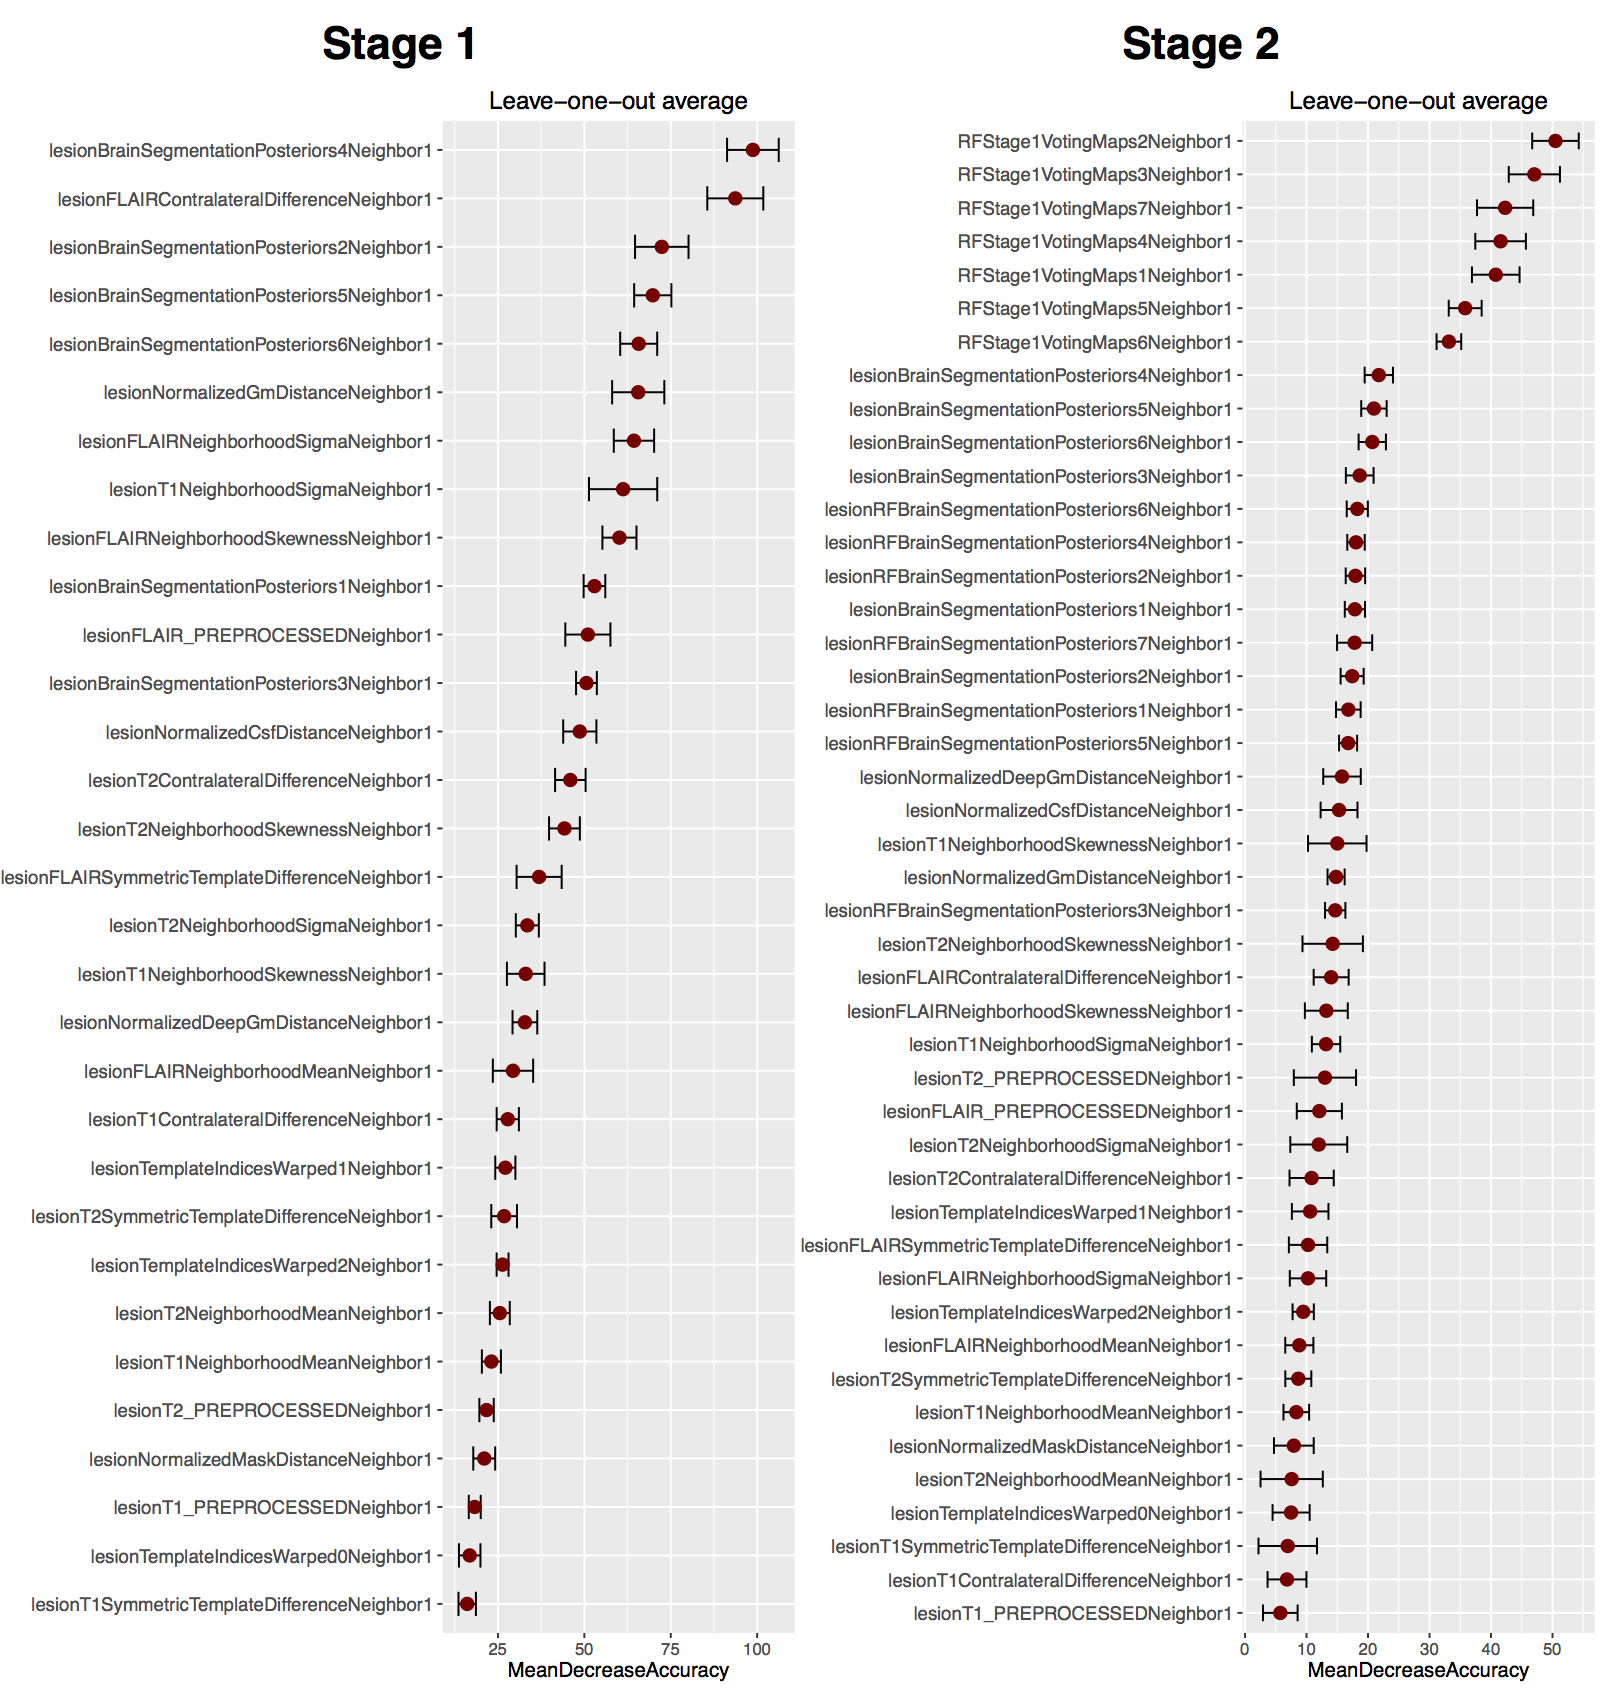 Stage 1
Leave−one−out average
lesionBrainSegmentationPosteriors4Neighbor1
lesionFLAIRContralateralDifferenceNeighbor1
lesionBrainSegmentationPosteriors2Neighbor1
lesionBrainSegmentationPosteriors5Neighbor1
lesionBrainSegmentationPosteriors6Neighbor1
lesionNormalizedGmDistanceNeighbor1
lesionFLAIRNeighborhoodSigmaNeighbor1
lesionT1NeighborhoodSigmaNeighbor1
lesionFLAIRNeighborhoodSkewnessNeighbor1
lesionBrainSegmentationPosteriors1Neighbor1
lesionFLAIR_PREPROCESSEDNeighbor1
lesionBrainSegmentationPosteriors3Neighbor1
lesionNormalizedCsfDistanceNeighbor1
lesionT2ContralateralDifferenceNeighbor1
lesionT2NeighborhoodSkewnessNeighbor1
lesionFLAIRSymmetricTemplateDifferenceNeighbor1
lesionT2NeighborhoodSigmaNeighbor1
lesionT1NeighborhoodSkewnessNeighbor1
lesionNormalizedDeepGmDistanceNeighbor1
lesionFLAIRNeighborhoodMeanNeighbor1
lesionT1ContralateralDifferenceNeighbor1
lesionTemplateIndicesWarped1Neighbor1
lesionT2SymmetricTemplateDifferenceNeighbor1
lesionTemplateIndicesWarped2Neighbor1
lesionT2NeighborhoodMeanNeighbor1
lesionT1NeighborhoodMeanNeighbor1
lesionT2_PREPROCESSEDNeighbor1
lesionNormalizedMaskDistanceNeighbor1
lesionT1_PREPROCESSEDNeighbor1
lesionTemplateIndicesWarped0Neighbor1
lesionT1SymmetricTemplateDifferenceNeighbor1
25 50 75 100
MeanDecreaseAccuracy
Stage 2
Leave−one−out average
RFStage1VotingMaps2Neighbor1
RFStage1VotingMaps3Neighbor1
RFStage1VotingMaps7Neighbor1
RFStage1VotingMaps4Neighbor1
RFStage1VotingMaps1Neighbor1
RFStage1VotingMaps5Neighbor1
RFStage1VotingMaps6Neighbor1
lesionBrainSegmentationPosteriors4Neighbor1
lesionBrainSegmentationPosteriors5Neighbor1
lesionBrainSegmentationPosteriors6Neighbor1
lesionBrainSegmentationPosteriors3Neighbor1
lesionRFBrainSegmentationPosteriors6Neighbor1
lesionRFBrainSegmentationPosteriors4Neighbor1
lesionRFBrainSegmentationPosteriors2Neighbor1
lesionBrainSegmentationPosteriors1Neighbor1
lesionRFBrainSegmentationPosteriors7Neighbor1
lesionBrainSegmentationPosteriors2Neighbor1
lesionRFBrainSegmentationPosteriors1Neighbor1
lesionRFBrainSegmentationPosteriors5Neighbor1
lesionNormalizedDeepGmDistanceNeighbor1
lesionNormalizedCsfDistanceNeighbor1
lesionT1NeighborhoodSkewnessNeighbor1
lesionNormalizedGmDistanceNeighbor1
lesionRFBrainSegmentationPosteriors3Neighbor1
lesionT2NeighborhoodSkewnessNeighbor1
lesionFLAIRContralateralDifferenceNeighbor1
lesionFLAIRNeighborhoodSkewnessNeighbor1
lesionT1NeighborhoodSigmaNeighbor1
lesionT2_PREPROCESSEDNeighbor1
lesionFLAIR_PREPROCESSEDNeighbor1
lesionT2NeighborhoodSigmaNeighbor1
lesionT2ContralateralDifferenceNeighbor1
lesionTemplateIndicesWarped1Neighbor1
lesionFLAIRSymmetricTemplateDifferenceNeighbor1
lesionFLAIRNeighborhoodSigmaNeighbor1
lesionTemplateIndicesWarped2Neighbor1
lesionFLAIRNeighborhoodMeanNeighbor1
lesionT2SymmetricTemplateDifferenceNeighbor1
lesionT1NeighborhoodMeanNeighbor1
lesionNormalizedMaskDistanceNeighbor1
lesionT2NeighborhoodMeanNeighbor1
lesionTemplateIndicesWarped0Neighbor1
lesionT1SymmetricTemplateDifferenceNeighbor1
lesionT1ContralateralDifferenceNeighbor1
lesionT1_PREPROCESSEDNeighbor1
0 10 20 30 40 50
MeanDecreaseAccuracy